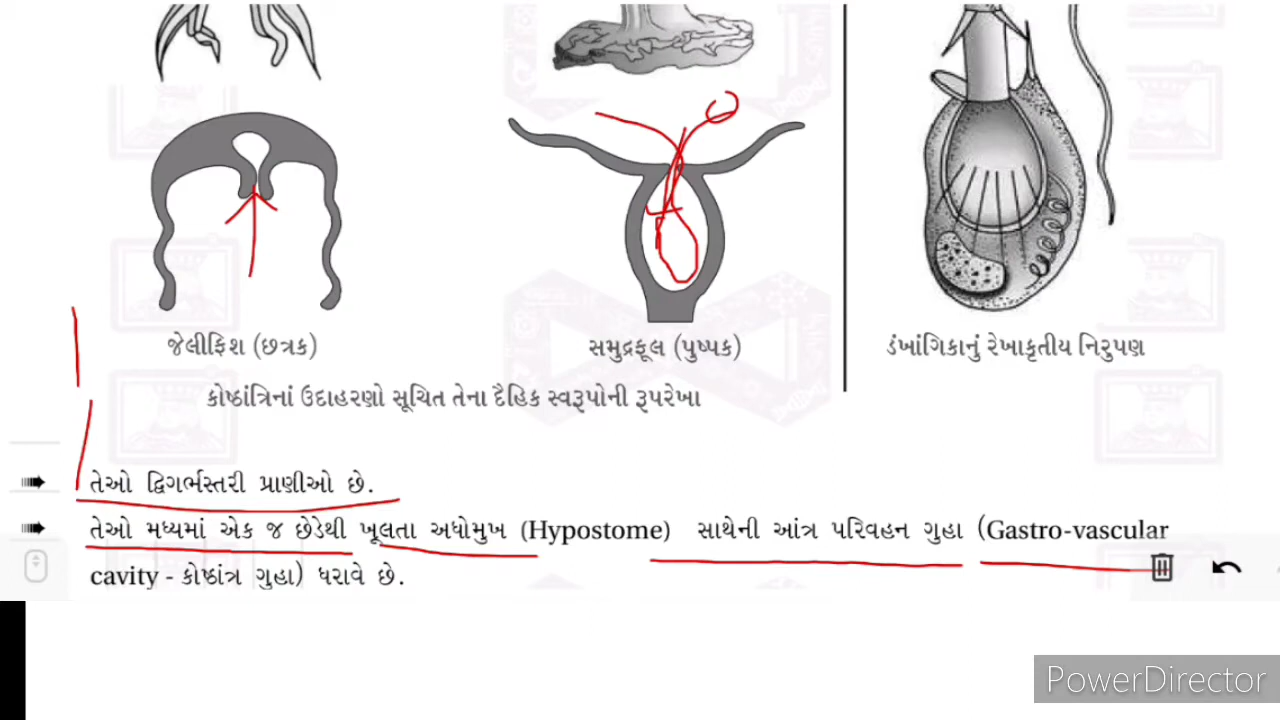 જેલીફિશ (છત્રક)
સમુદ્રફૂલ (પુષ્પક)
ડંખાંગિકાનું રેખાકૃતીય નિરુપણ
કોષ્ઠાંત્રિનાં ઉદાહરણો સૂચિત તેના દૈહિક સ્વરૂપોની રૂપરેખા
તેઓ દ્વિગર્ભસ્તરી પ્રાણીઓ છે.
તેઓ મધ્યમાં એક જ છેડેથી ખૂલતા અધોમુખ (Hypostome) સાથેની આંત્ર પરિવહન ગુહા (Gastro-vascular
cavity - કોષ્ઠાંત્ર ગુહા) ધરાવે છે.
PowerDirector